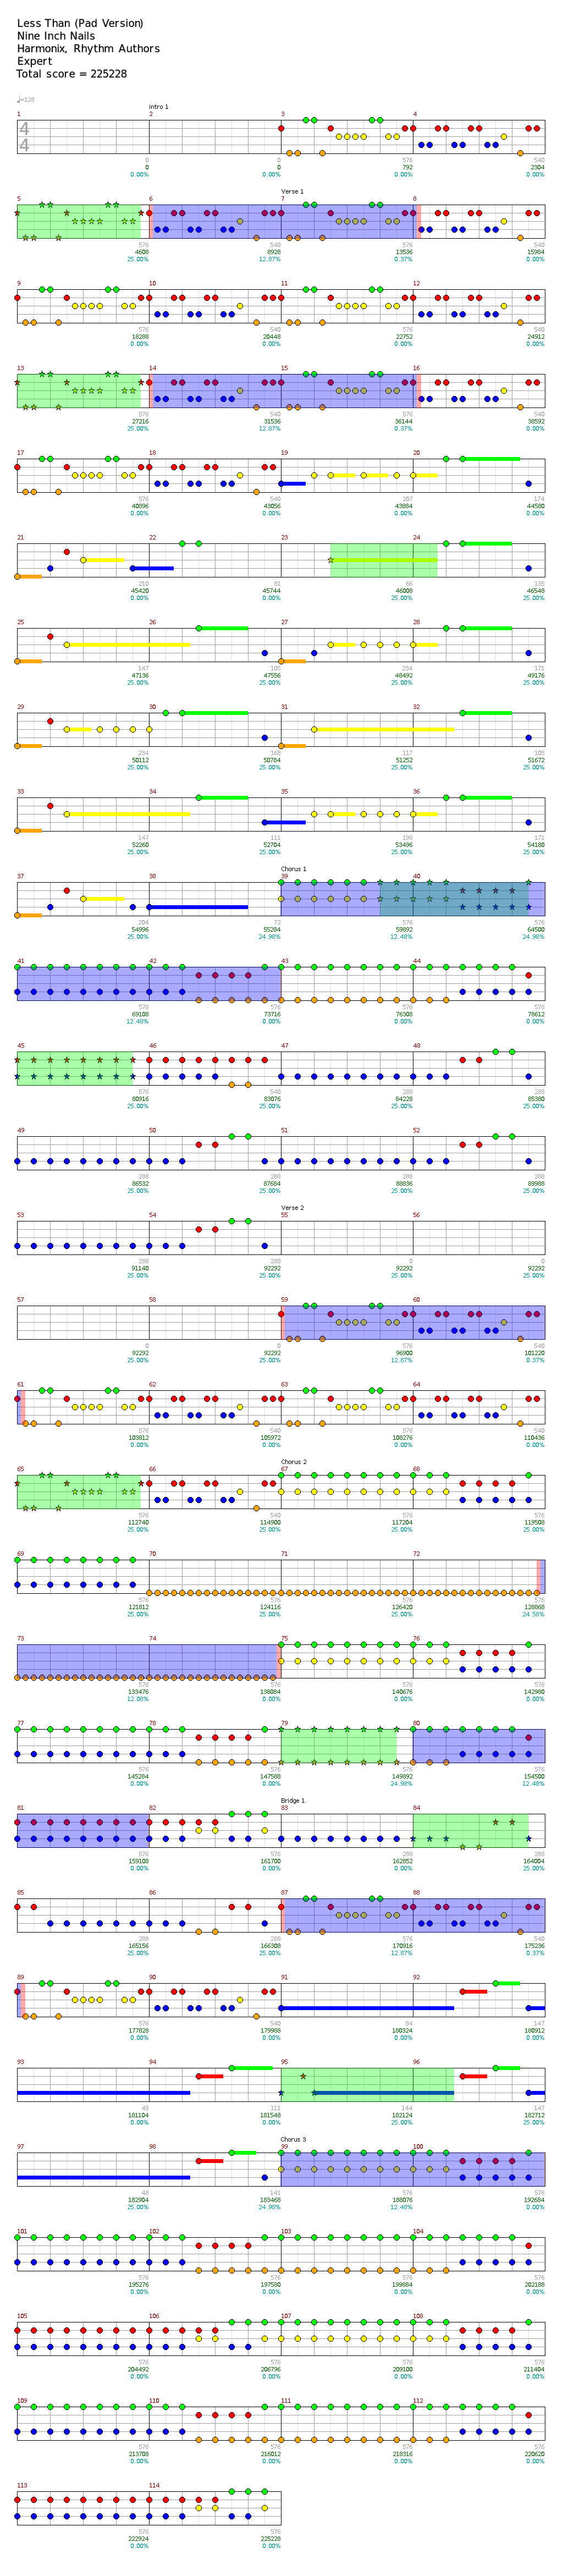 Less Than (Pad Version)
Nine Inch Nails
Harmonix, Rhythm Authors
Expert
Total score = 225228
♩=128
intro 1
1 2 3 4
4
4
0 0 576 540
0 0 792 2304
0.00% 0.00% 0.00% 0.00%
Verse 1
5 6 7 8
576 540 576 540
4608 8928 13536 15984
25.00% 12.87% 0.37% 0.00%
9 10 11 12
576 540 576 540
18288 20448 22752 24912
0.00% 0.00% 0.00% 0.00%
13 14 15 16
576 540 576 540
27216 31536 36144 38592
25.00% 12.87% 0.37% 0.00%
17 18 19 20
576 540 207 174
40896 43056 43884 44580
0.00% 0.00% 0.00% 0.00%
21 22 23 24
210 81 66 135
45420 45744 46008 46548
0.00% 0.00% 25.00% 25.00%
25 26 27 28
147 105 234 171
47136 47556 48492 49176
25.00% 25.00% 25.00% 25.00%
29 30 31 32
234 168 117 105
50112 50784 51252 51672
25.00% 25.00% 25.00% 25.00%
33 34 35 36
147 111 198 171
52260 52704 53496 54180
25.00% 25.00% 25.00% 25.00%
Chorus 1
37 38 39 40
204 72 576 576
54996 55284 59892 64500
25.00% 24.98% 12.48% 24.98%
41 42 43 44
576 576 576 576
69108 73716 76308 78612
12.48% 0.00% 0.00% 0.00%
45 46 47 48
576 540 288 288
80916 83076 84228 85380
25.00% 25.00% 25.00% 25.00%
49 50 51 52
288 288 288 288
86532 87684 88836 89988
25.00% 25.00% 25.00% 25.00%
Verse 2
53 54 55 56
288 288 0 0
91140 92292 92292 92292
25.00% 25.00% 25.00% 25.00%
57 58 59 60
0 0 576 540
92292 92292 96900 101220
25.00% 25.00% 12.87% 0.37%
61 62 63 64
576 540 576 540
103812 105972 108276 110436
0.00% 0.00% 0.00% 0.00%
Chorus 2
65 66 67 68
576 540 576 576
112740 114900 117204 119508
25.00% 25.00% 25.00% 25.00%
69 70 71 72
576 576 576 576
121812 124116 126420 128868
25.00% 25.00% 25.00% 24.58%
73 74 75 76
576 576 576 576
133476 138084 140676 142980
12.08% 0.00% 0.00% 0.00%
77 78 79 80
576 576 576 576
145284 147588 149892 154500
0.00% 0.00% 24.98% 12.48%
Bridge 1
81 82 83 84
576 576 288 288
159108 161700 162852 164004
0.00% 0.00% 0.00% 25.00%
85 86 87 88
288 288 576 540
165156 166308 170916 175236
25.00% 25.00% 12.87% 0.37%
89 90 91 92
576 540 84 147
177828 179988 180324 180912
0.00% 0.00% 0.00% 0.00%
93 94 95 96
48 111 144 147
181104 181548 182124 182712
0.00% 0.00% 25.00% 25.00%
Chorus 3
97 98 99 100
48 141 576 576
182904 183468 188076 192684
25.00% 24.98% 12.48% 0.00%
101 102 103 104
576 576 576 576
195276 197580 199884 202188
0.00% 0.00% 0.00% 0.00%
105 106 107 108
576 576 576 576
204492 206796 209100 211404
0.00% 0.00% 0.00% 0.00%
109 110 111 112
576 576 576 576
213708 216012 218316 220620
0.00% 0.00% 0.00% 0.00%
113 114
576 576
222924 225228
0.00% 0.00%